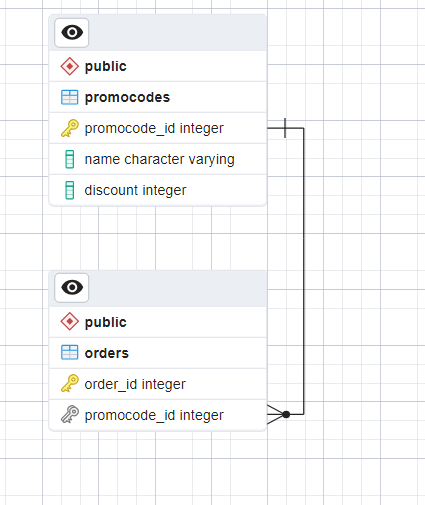 public
promocodes
promocode_id integer
name character varying
discount integer
public
orders
order_id integer
promocode_id integer